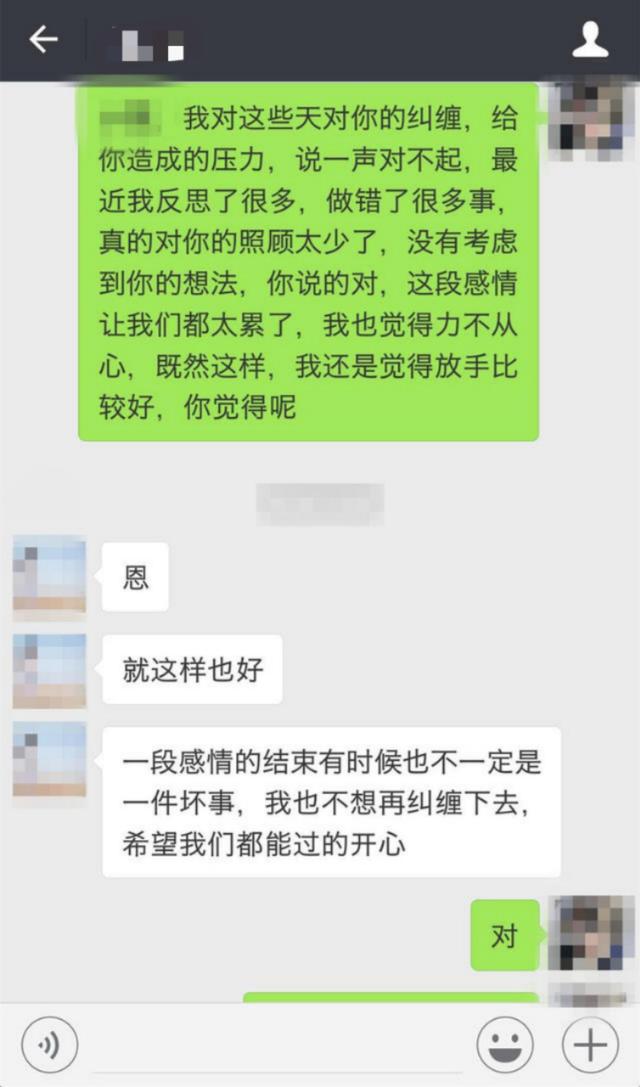 我对这些天对你的纠缠，给
你造成的压力，说一声对不起，最
近我反思了很多，做错了很多事，
真的对你的照顾太少了，没有考虑
到你的想法，你说的对，这段感情
让我们都太累了，我也觉得力不从
心，既然这样，我还是觉得放手比
较好，你觉得呢
恩
就这样也好
一段感情的结束有时候也不一定是
一件坏事，我也不想再纠缠下去，
希望我们都能过的开心
对